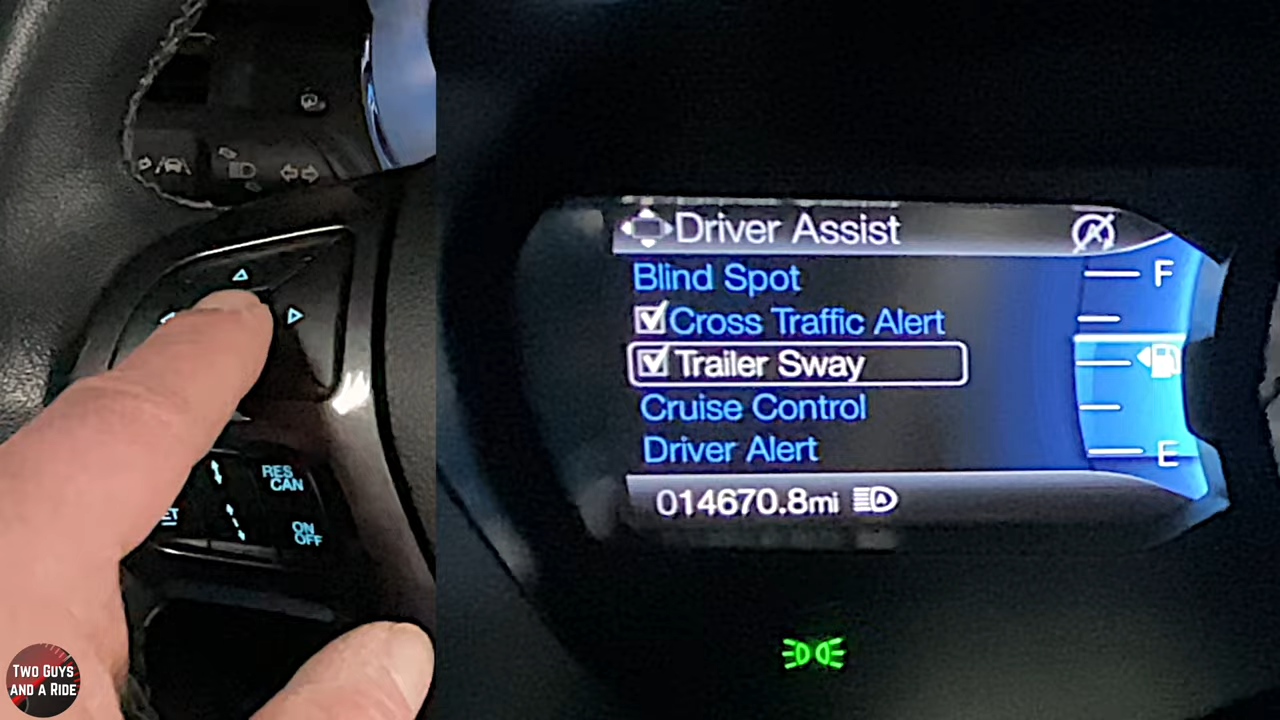 Driver Assist
Blind Spot
Cross Traffic Alert
Trailer Sway
Cruise Control
Driver Alert
014670.8mi
F
E
RES
CAN
ON
OFF
TWO GUYS
AND A RIDE